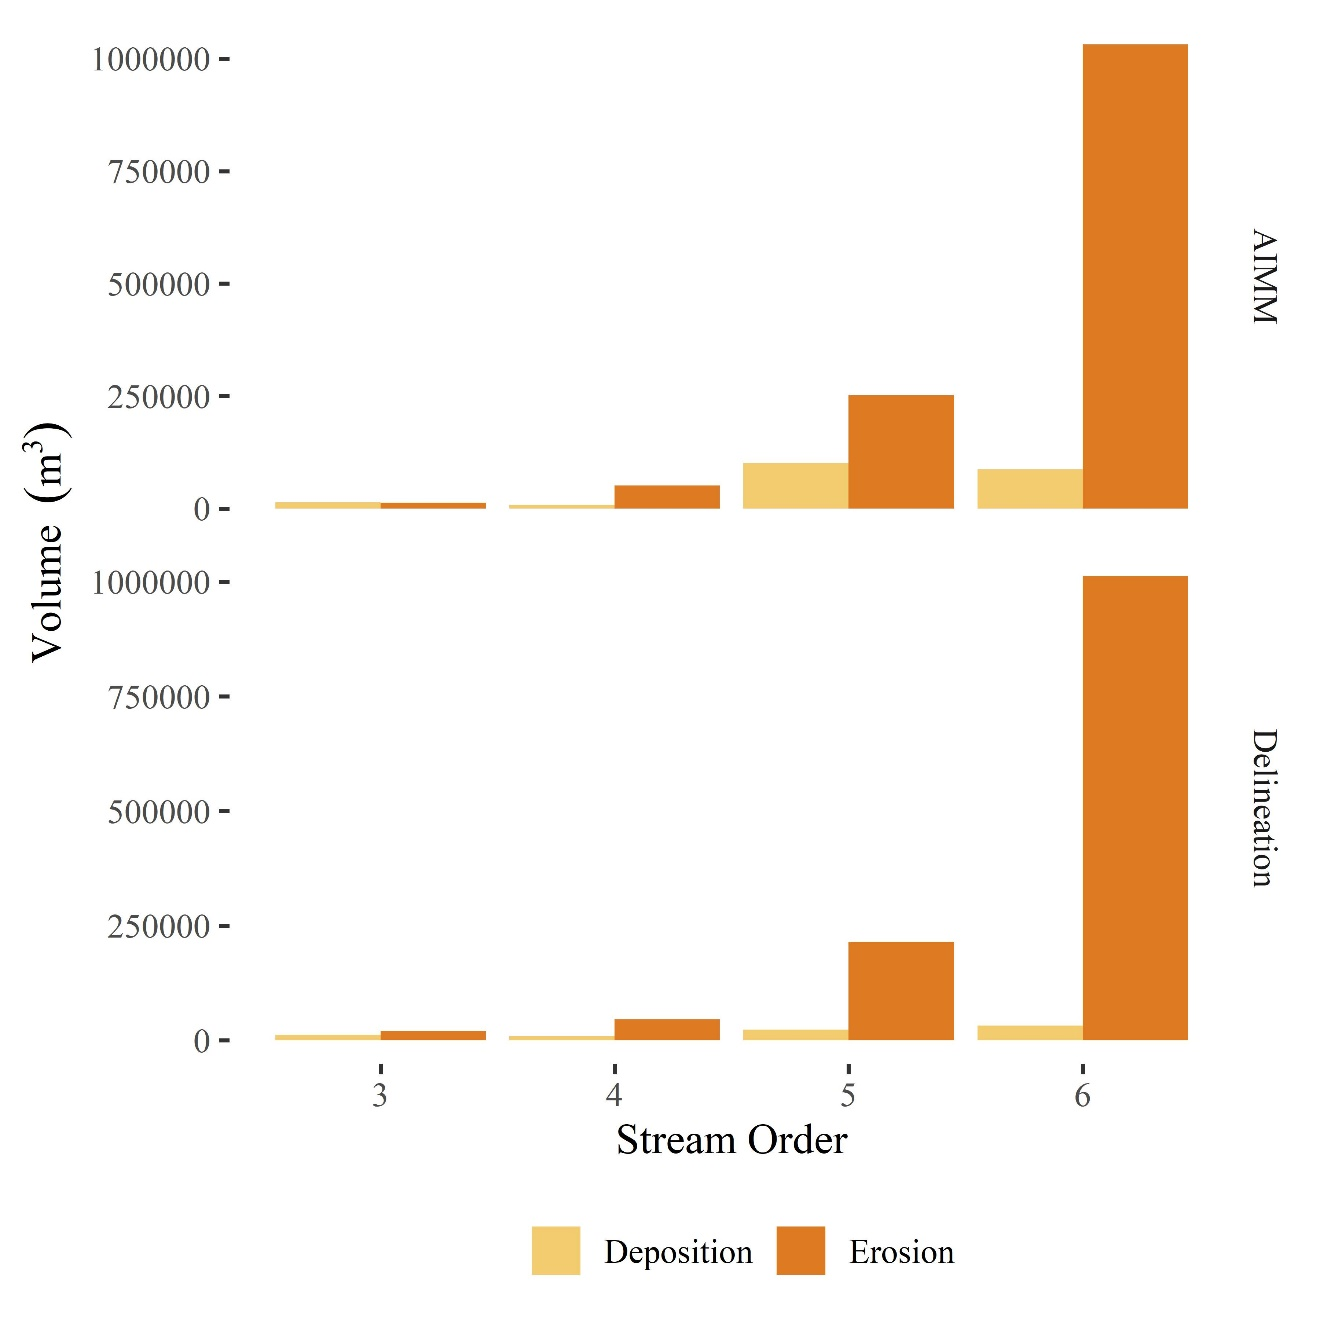 1000000
750000
500000
250000
0
AIMM
Volume (m³)
1000000
750000
500000
250000
0
Delineation
3 4 5 6
Stream Order
Deposition Erosion